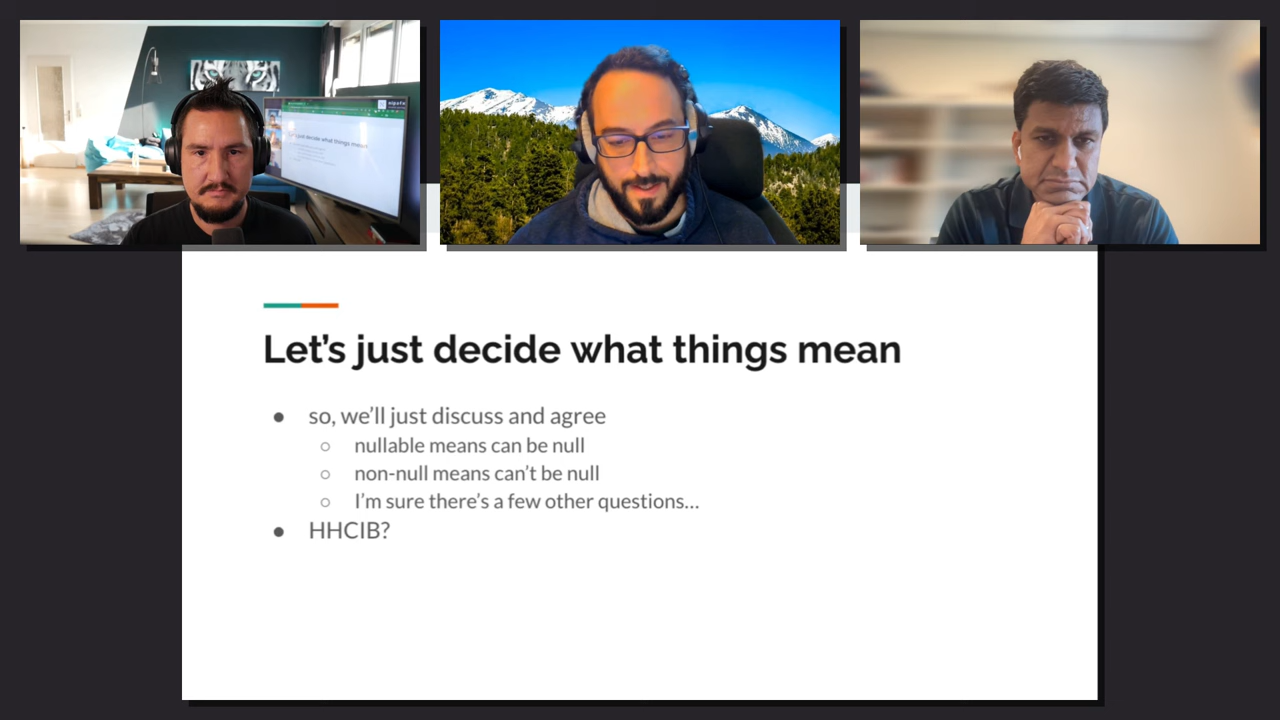 Let's just decide what things mean
so, we'll just discuss and agree
nullable means can be null
non-null means can't be null
I'm sure there's a few other questions...
HHCIB?